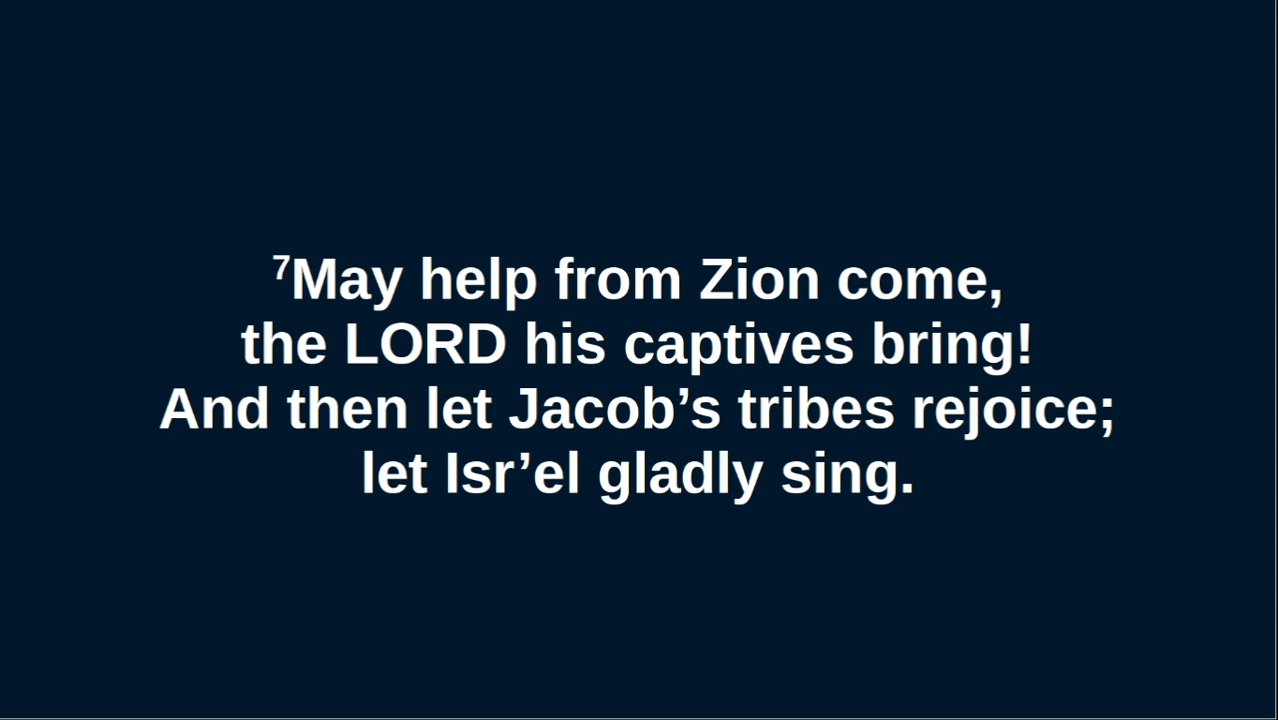 ⁷May help from Zion come,
the LORD his captives bring!
And then let Jacob’s tribes rejoice;
let Isr’el gladly sing.